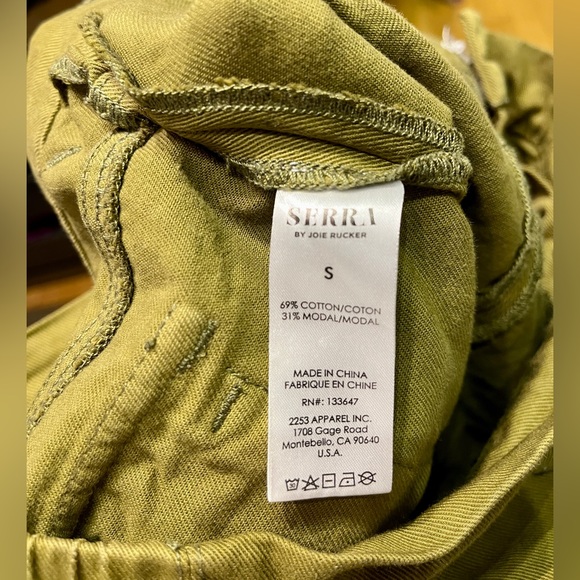 SERRA
BY JOIE RUCKER
S
69% COTTON/COTON
31% MODAL/MODAL
MADE IN CHINA
FABRIQUE EN CHINE
RN#: 133647
2253 APPAREL INC.
1708 Gage Road
Montebello, CA 90640
U.S.A.
30